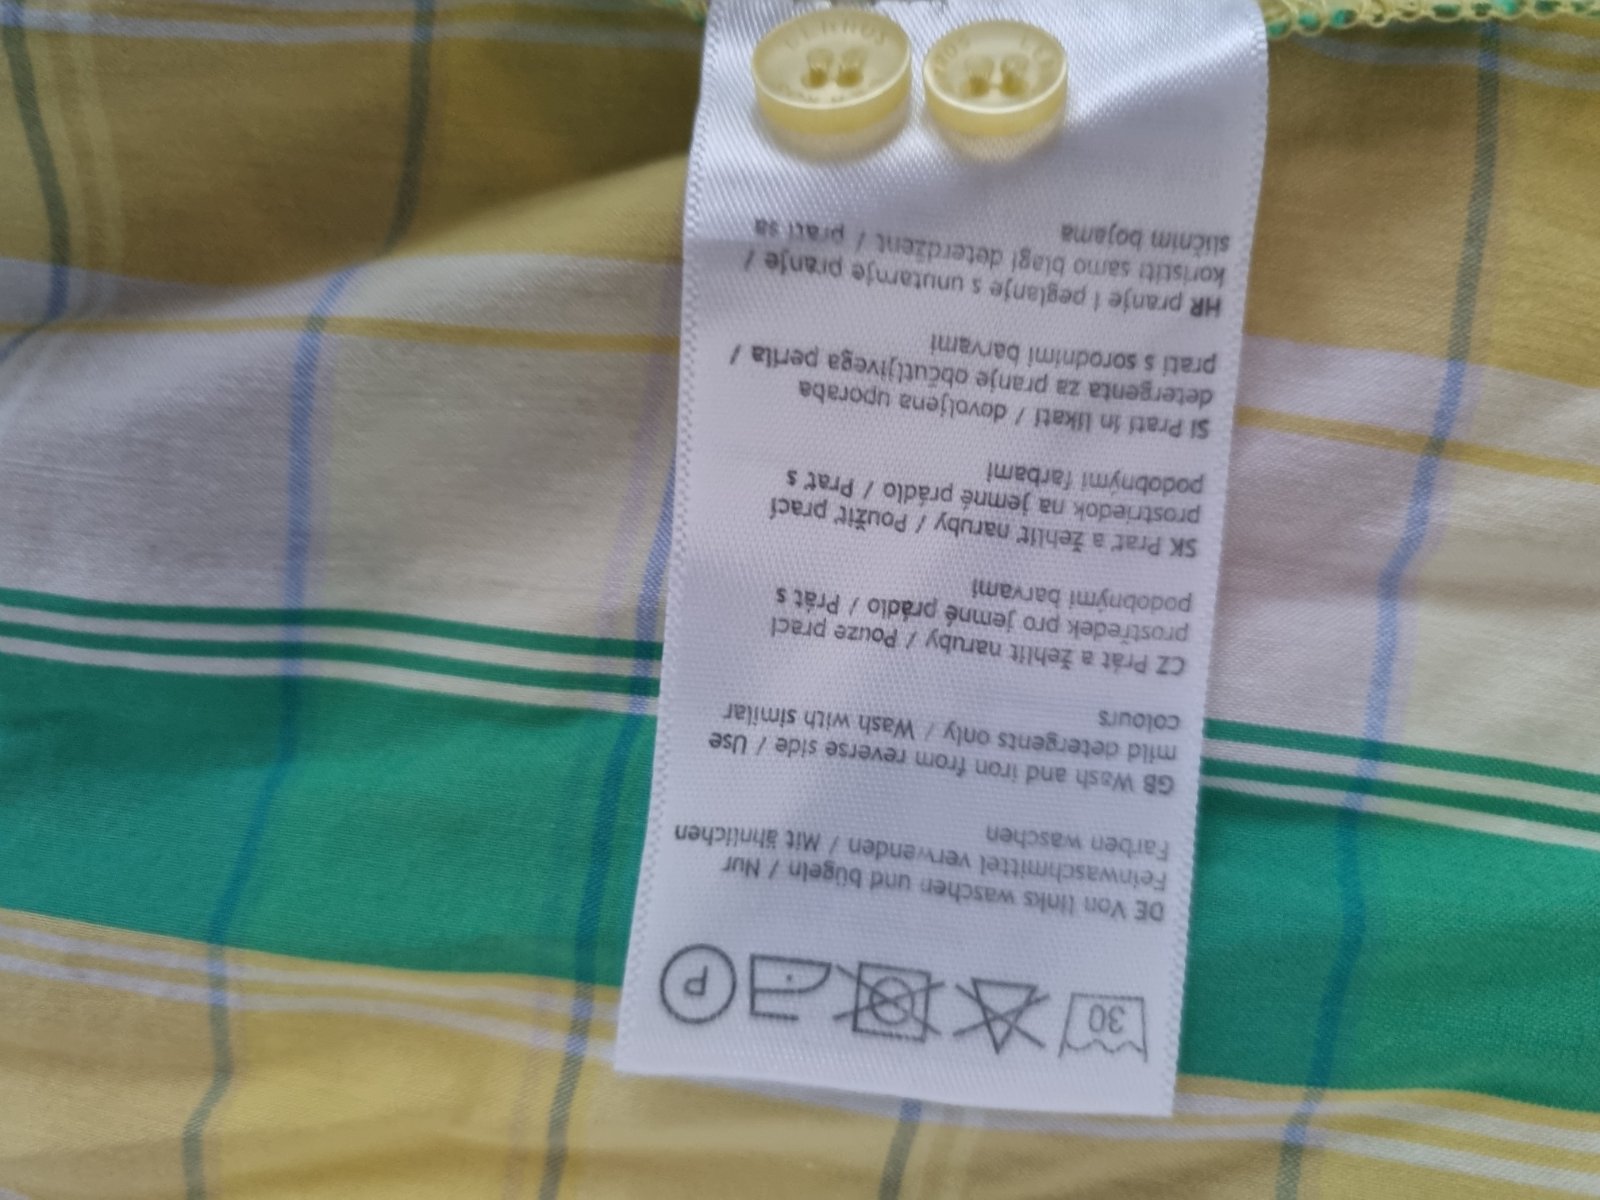 30
P
DE Von links waschen und bügeln / Nur
Feinwaschmittel verwenden / Mit ähnlichen
Farben waschen
GB Wash and iron from reverse side / Use
mild detergents only / Wash with similar
colours
CZ Prát a žehlit naruby / Pouze prací
prostředek pro jemné prádlo / Prát s
podobnými barvami
SK Prať a žehliť naruby / Použiť prací
prostriedok na jemné prádlo / Prať s
podobnými farbami
SI Prati in likati / dovoljena uporaba
detergenta za pranje občutljivega perila /
prati s sorodnimi barvami
HR pranje i peglanje s unutarnje pranje /
koristiti samo blagi deterdžent / prati sa
sličnim bojama